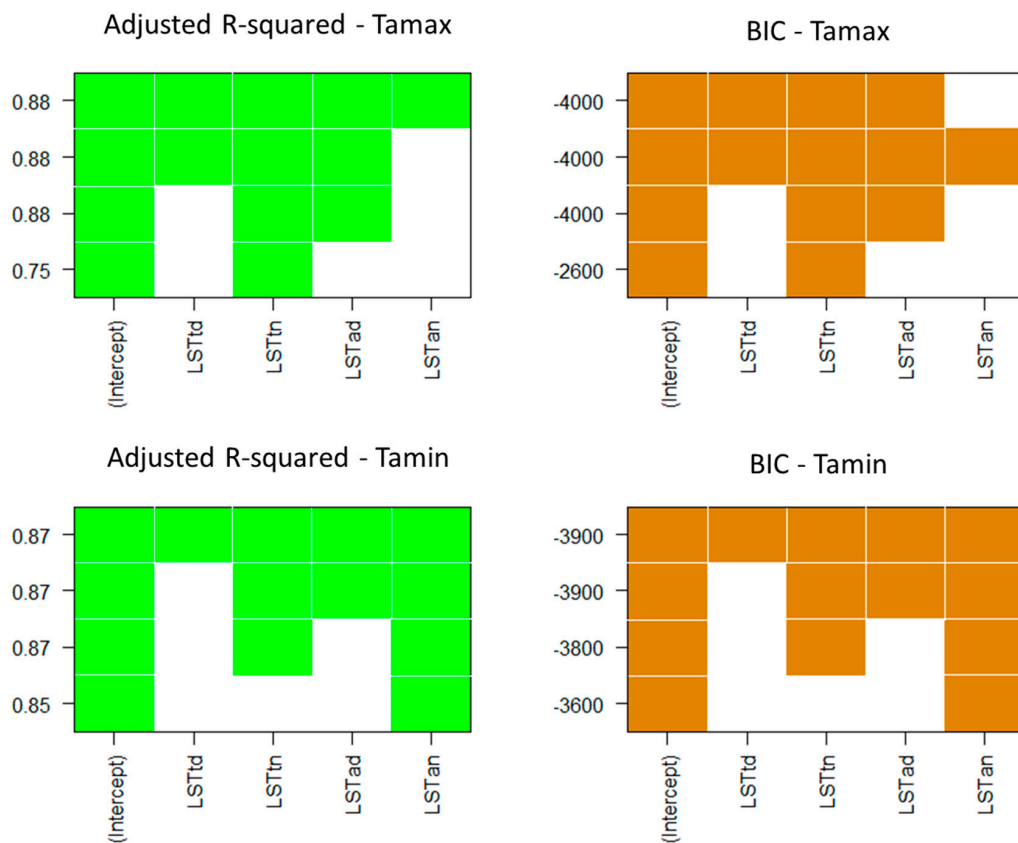 Adjusted R-squared - Tamax
0.88
0.88
0.88
0.75
(Intercept)
LSTtd
LSTtn
LSTad
LSTan
BIC - Tamax
-4000
-4000
-4000
-2600
(Intercept)
LSTtd
LSTtn
LSTad
LSTan
Adjusted R-squared - Tamin
0.87
0.87
0.87
0.85
(Intercept)
LSTtd
LSTtn
LSTad
LSTan
BIC - Tamin
-3900
-3900
-3800
-3600
(Intercept)
LSTtd
LSTtn
LSTad
LSTan